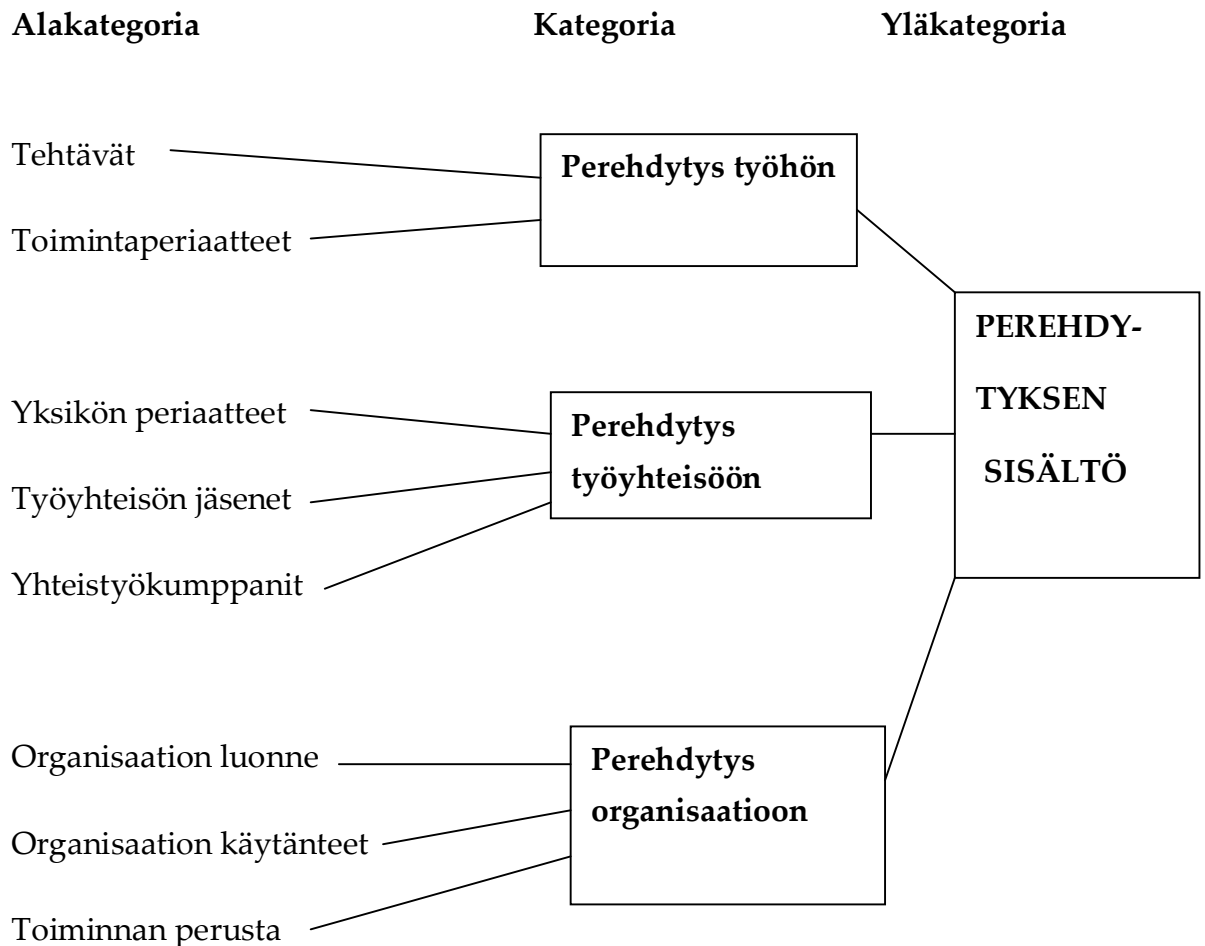 Alakategoria Kategoria Yläkategoria
Tehtävät
Perehdytys työhön
Toimintaperiaatteet
PEREHDY-
TYKSEN
SISÄLTÖ
Yksikön periaatteet
Perehdytys
työyhteisöön
Työyhteisön jäsenet
Yhteistyökumppanit
Organisaation luonne
Perehdytys
organisaatioon
Organisaation käytänteet
Toiminnan perusta